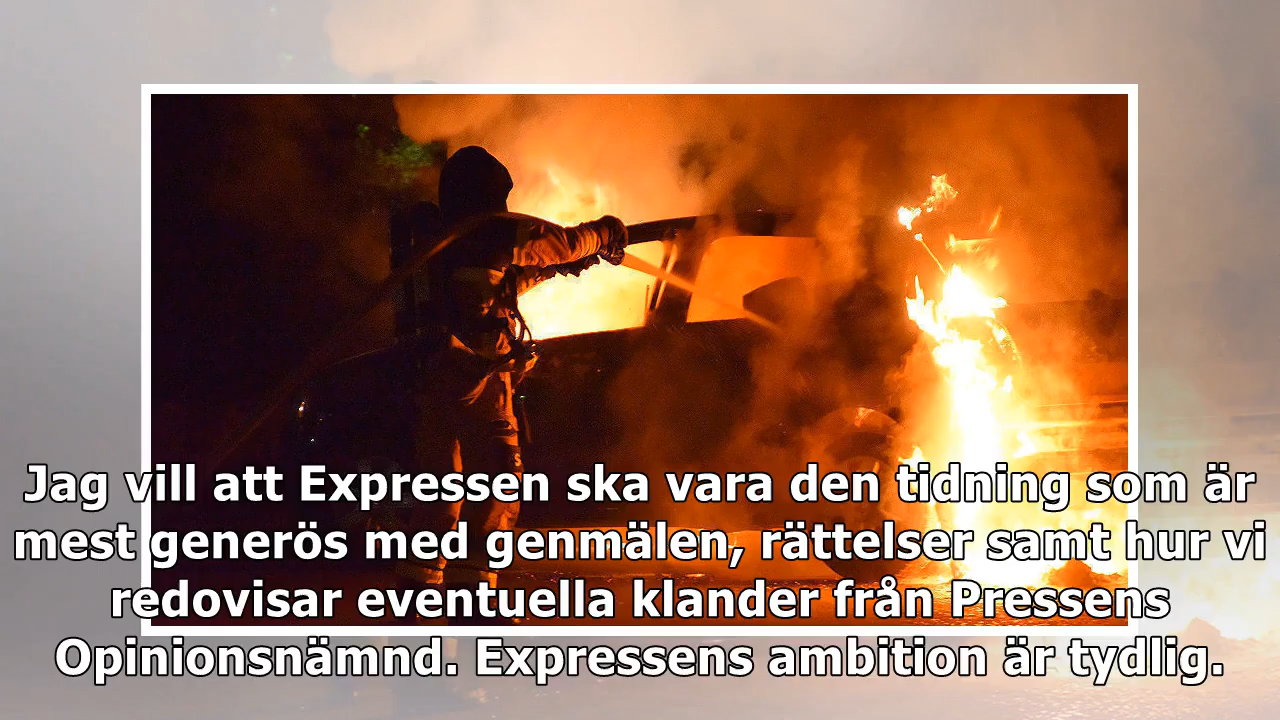 Jag vill att Expressen ska vara den tidning som är
mest generös med genmälen, rättelser samt hur vi
redovisar eventuella klander från Pressens
Opinionsnämnd. Expressens ambition är tydlig.